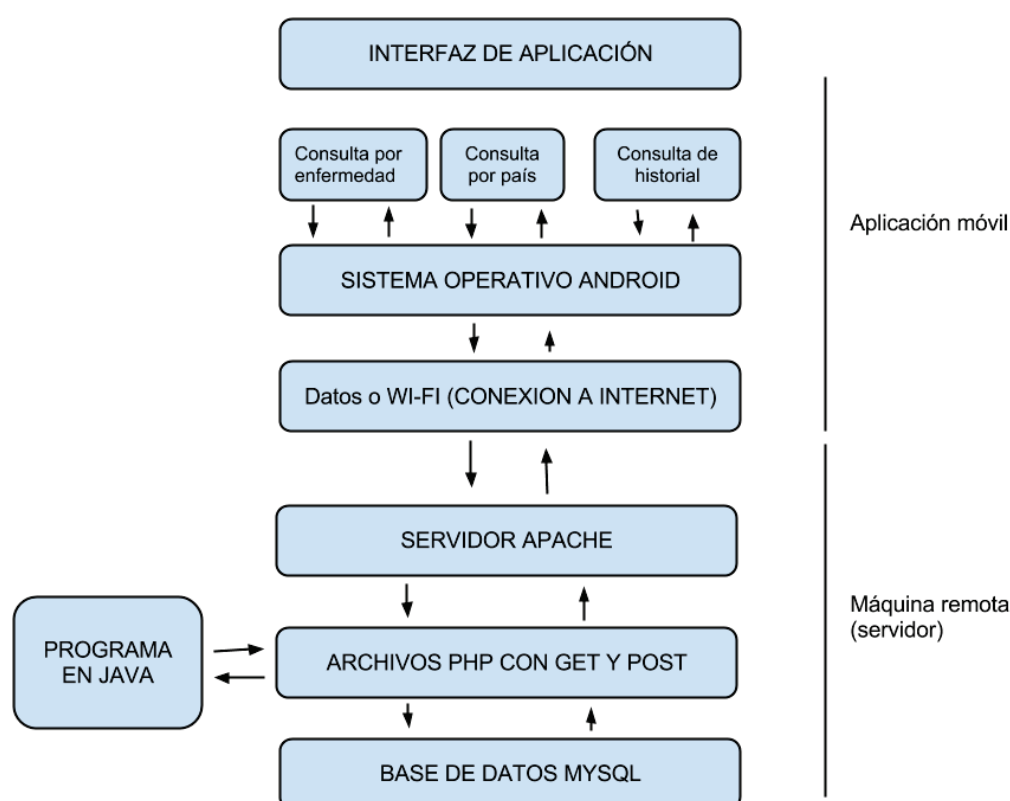 INTERFAZ DE APLICACIÓN
Consulta por
enfermedad
Consulta
por país
Consulta de
historial
Aplicación móvil
SISTEMA OPERATIVO ANDROID
Datos o WI-FI (CONEXION A INTERNET)
SERVIDOR APACHE
Máquina remota
(servidor)
PROGRAMA
EN JAVA
ARCHIVOS PHP CON GET Y POST
BASE DE DATOS MYSQL